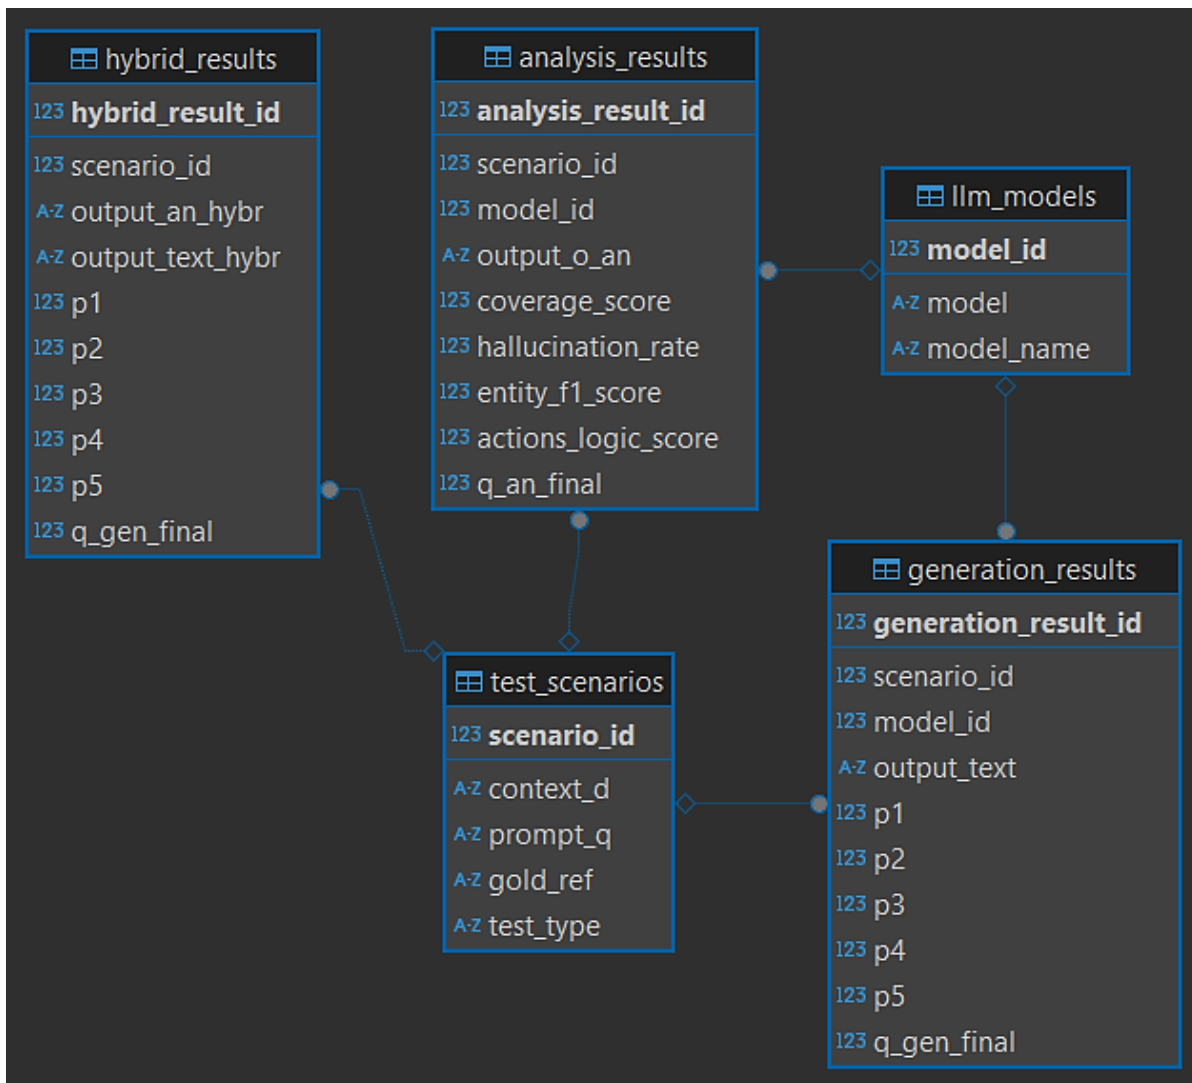 hybrid_results
123 hybrid_result_id
123 scenario_id
A-Z output_an_hybr
A-Z output_text_hybr
123 p1
123 p2
123 p3
123 p4
123 p5
123 q_gen_final
analysis_results
123 analysis_result_id
123 scenario_id
123 model_id
A-Z output_o_an
123 coverage_score
123 hallucination_rate
123 entity_f1_score
123 actions_logic_score
123 q_an_final
llm_models
123 model_id
A-Z model
A-Z model_name
test_scenarios
123 scenario_id
A-Z context_d
A-Z prompt_q
A-Z gold_ref
A-Z test_type
generation_results
123 generation_result_id
123 scenario_id
123 model_id
A-Z output_text
123 p1
123 p2
123 p3
123 p4
123 p5
123 q_gen_final